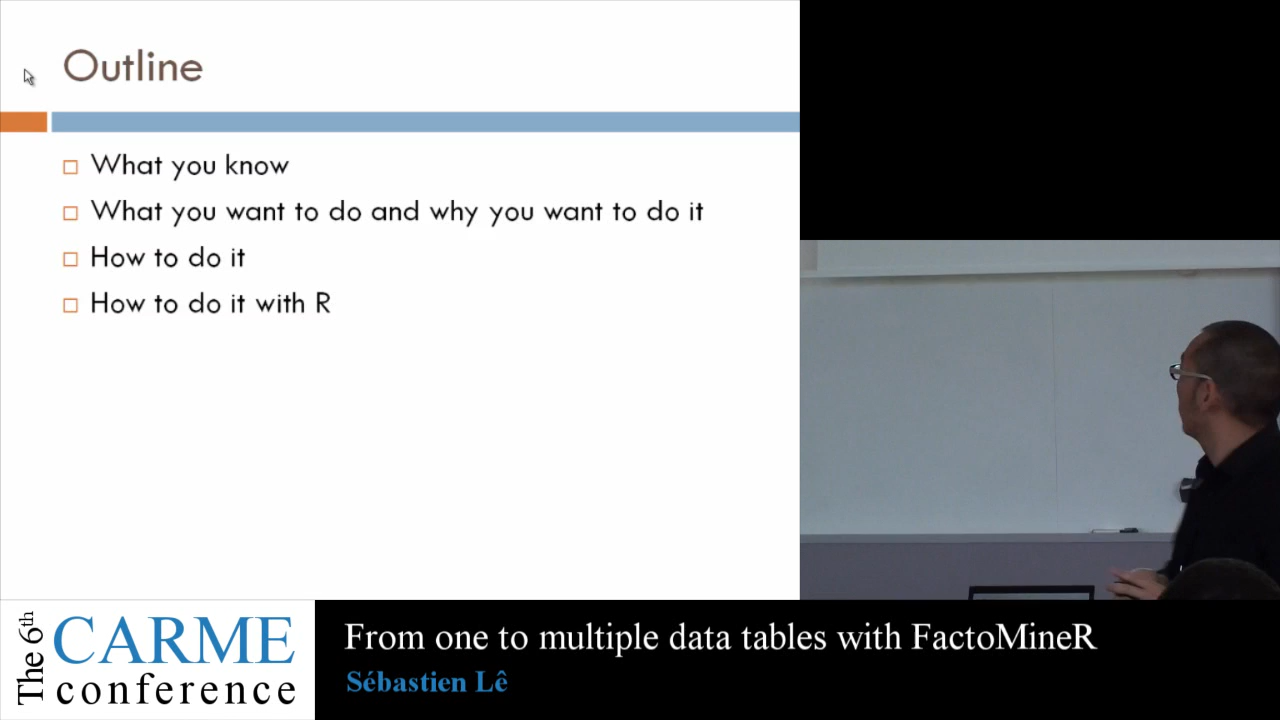 Outline
What you know
What you want to do and why you want to do it
How to do it
How to do it with R
The 6th
CARME
conference
From one to multiple data tables with FactoMineR
Sébastien Lê